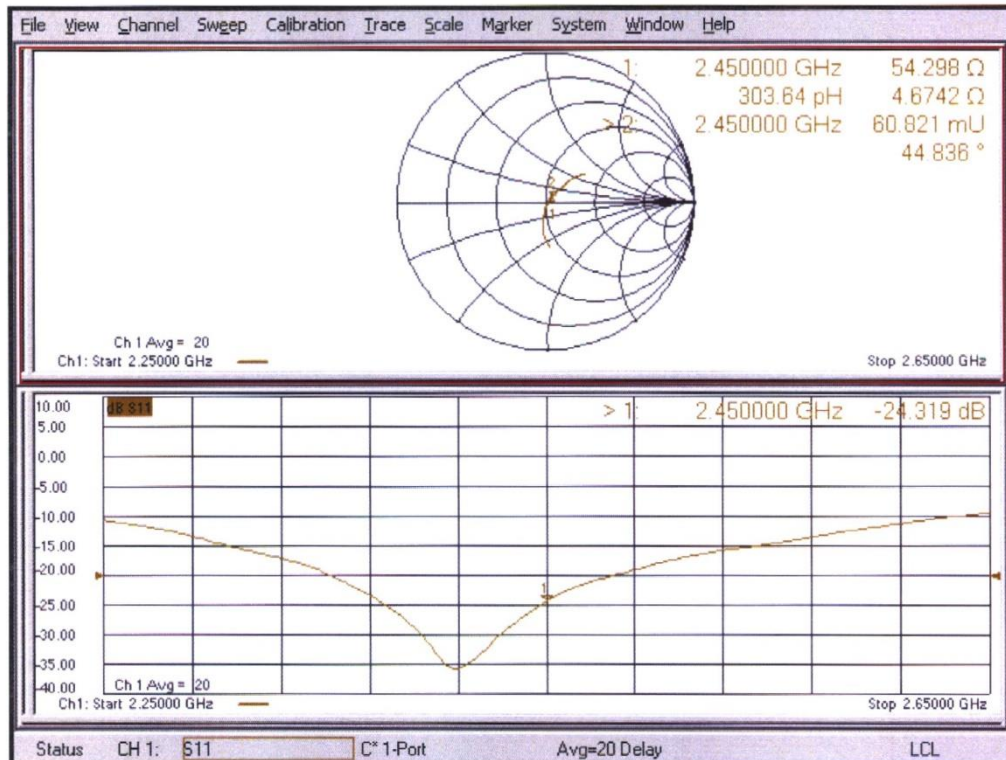 File View Channel Sweep Calibration Trace Scale Marker System Window Help
1: 2.450000 GHz 54.298 Ω
303.64 pH 4.6742 Ω
> 2: 2.450000 GHz 60.821 mU
44.836 °
2
1
Ch 1 Avg = 20
Ch1: Start 2.25000 GHz
Stop 2.65000 GHz
10.00
dB S11
> 1: 2.450000 GHz -24.319 dB
5.00
0.00
-5.00
-10.00
-15.00
-20.00
1
-25.00
-30.00
-35.00
-40.00
Ch 1 Avg = 20
Ch1: Start 2.25000 GHz
Stop 2.65000 GHz
Status CH 1: S11 C* 1-Port Avg=20 Delay LCL